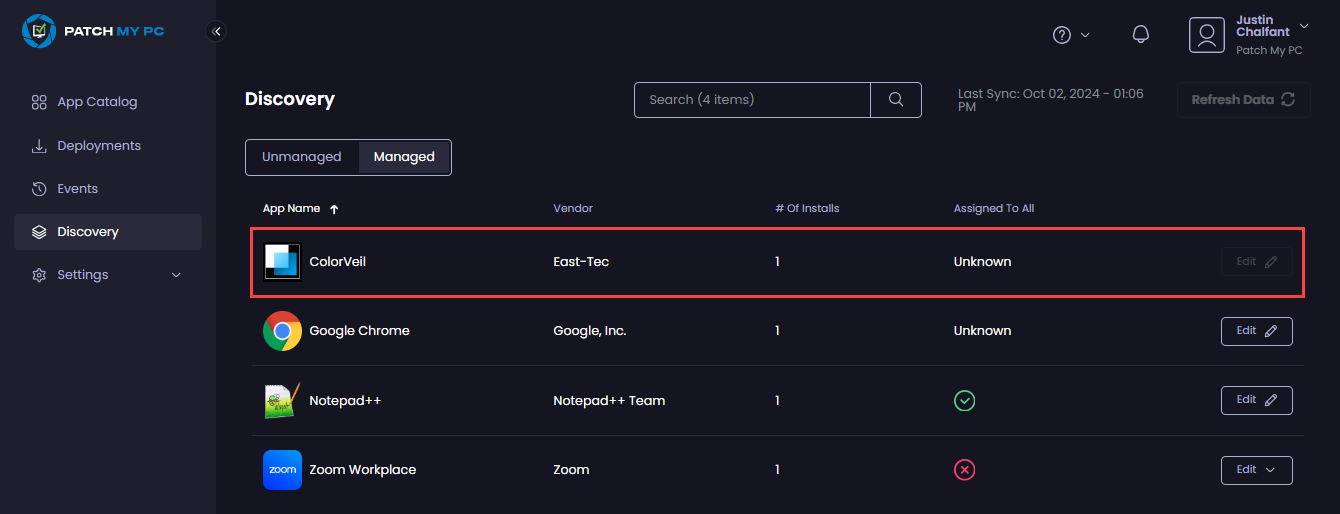 PATCH MY PC
Justin
Chalfant
Patch My PC
App Catalog
Deployments
Events
Discovery
Settings
Discovery
Search (4 items)
Last Sync: Oct 02, 2024 - 01:06
PM
Refresh Data
Unmanaged Managed
App Name Vendor # Of Installs Assigned To All
ColorVeil East-Tec 1 Unknown Edit
Google Chrome Google, Inc. 1 Unknown Edit
Notepad++ Notepad++ Team 1 Edit
zoom Zoom Workplace Zoom 1 Edit